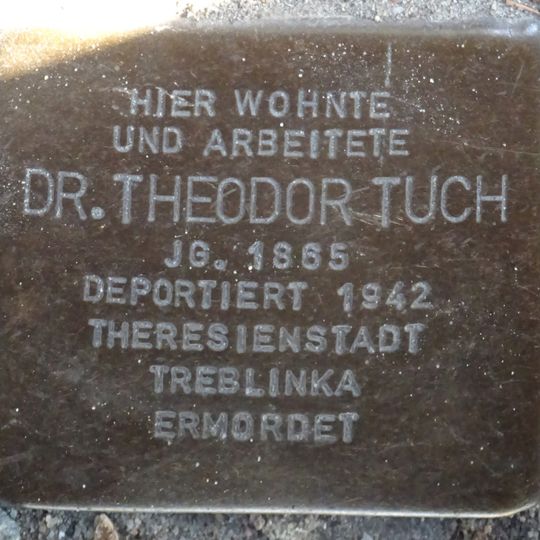 HIER WOHNTE
UND ARBEITETE
DR. THEODOR TUCH
JG. 1865
DEPORTIERT 1942
THERESIENSTADT
TREBLINKA
ERMORDET